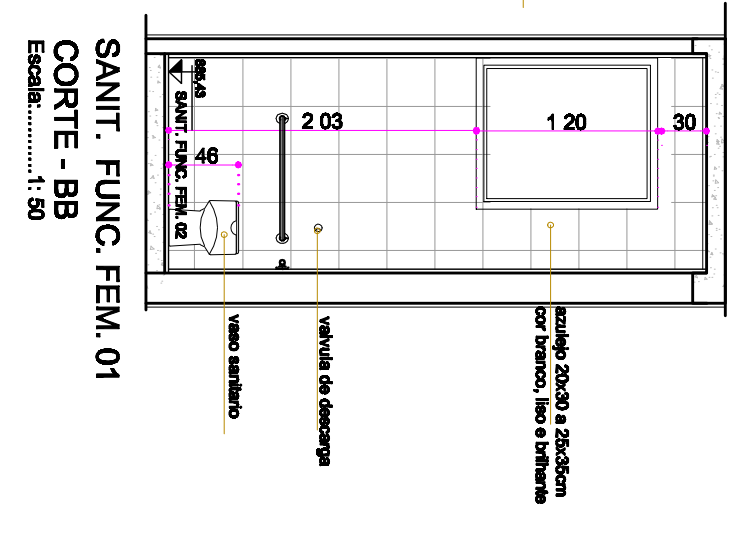 SANIT. FUNC. FEM. 01
CORTE - BB
Escala:...........1: 50
885,43
SANIT. FUNC. FEM. 02
46
2 03
1 20
30
vaso sanitario
valvula de descarga
azulejo 20x30 a 25x35cm
cor branco, liso e brilhante